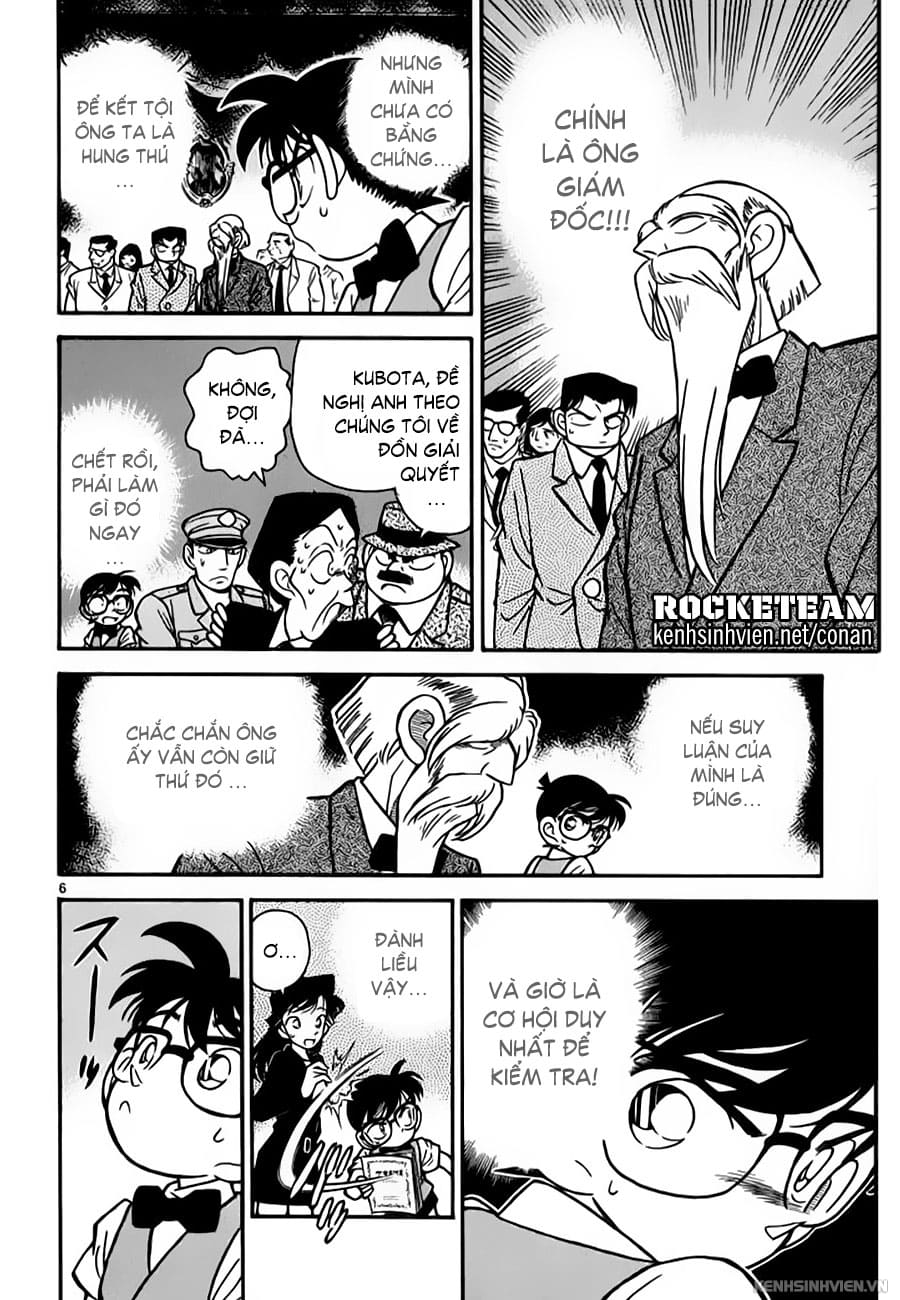 CHÍNH
LÀ ÔNG
GIÁM
ĐỐC!!!
NHƯNG
MÌNH
CHƯA CÓ
BẰNG
CHỨNG...
ĐỂ KẾT TỘI
ÔNG TA LÀ
HUNG THỦ
...
KUBOTA, ĐỀ
NGHỊ ANH THEO
CHÚNG TÔI VỀ
ĐỒN GIẢI
QUYẾT
...
KHÔNG,
ĐỢI
ĐÃ...
CHẾT RỒI,
PHẢI LÀM
GÌ ĐÓ
NGAY
...
ROCKETEAM
kenhsinhvien.net/conan
NẾU SUY
LUẬN CỦA
MÌNH LÀ
ĐÚNG...
CHẮC CHẮN ÔNG
ẤY VẪN CÒN GIỮ
THỨ ĐÓ ...
6
VÀ GIỜ LÀ
CƠ HỘI DUY
NHẤT ĐỂ
KIỂM TRA!
ĐÀNH
LIỀU
VẬY...
Ơ...
スーッ
KENHSINHVIEN.VN